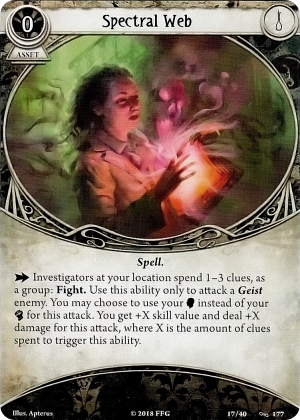 0
Spectral Web
ASSET
Spell.
Investigators at your location spend 1–3 clues, as
a group: Fight. Use this ability only to attack a Geist
enemy. You may choose to use your instead of your
for this attack. You get +X skill value and deal +X
damage for this attack, where X is the amount of clues
spent to trigger this ability.
Illus. Apterus
© 2018 FFG
17/40
177